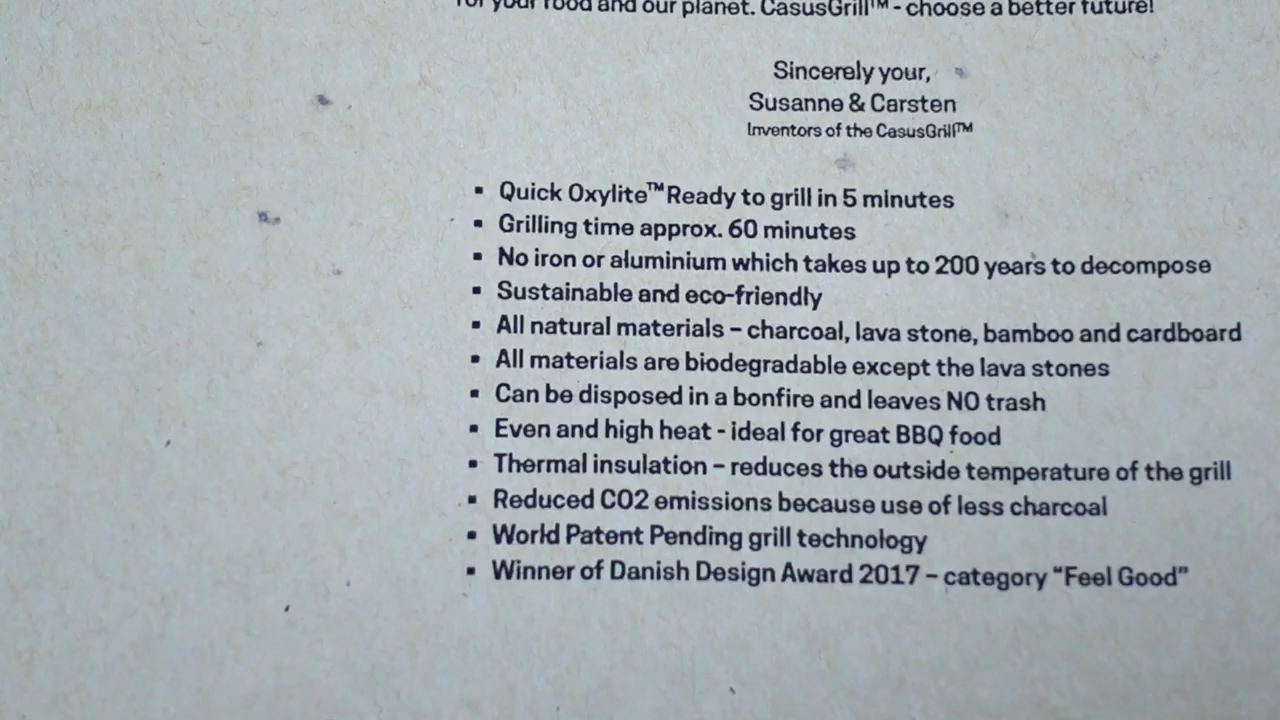 for your food and our planet. CasusGrill™ - choose a better future!
Sincerely your,
Susanne & Carsten
Inventors of the CasusGrill™
▪ Quick Oxylite™ Ready to grill in 5 minutes
▪ Grilling time approx. 60 minutes
▪ No iron or aluminium which takes up to 200 years to decompose
▪ Sustainable and eco-friendly
▪ All natural materials – charcoal, lava stone, bamboo and cardboard
▪ All materials are biodegradable except the lava stones
▪ Can be disposed in a bonfire and leaves NO trash
▪ Even and high heat - ideal for great BBQ food
▪ Thermal insulation – reduces the outside temperature of the grill
▪ Reduced CO2 emissions because use of less charcoal
▪ World Patent Pending grill technology
▪ Winner of Danish Design Award 2017 – category “Feel Good”